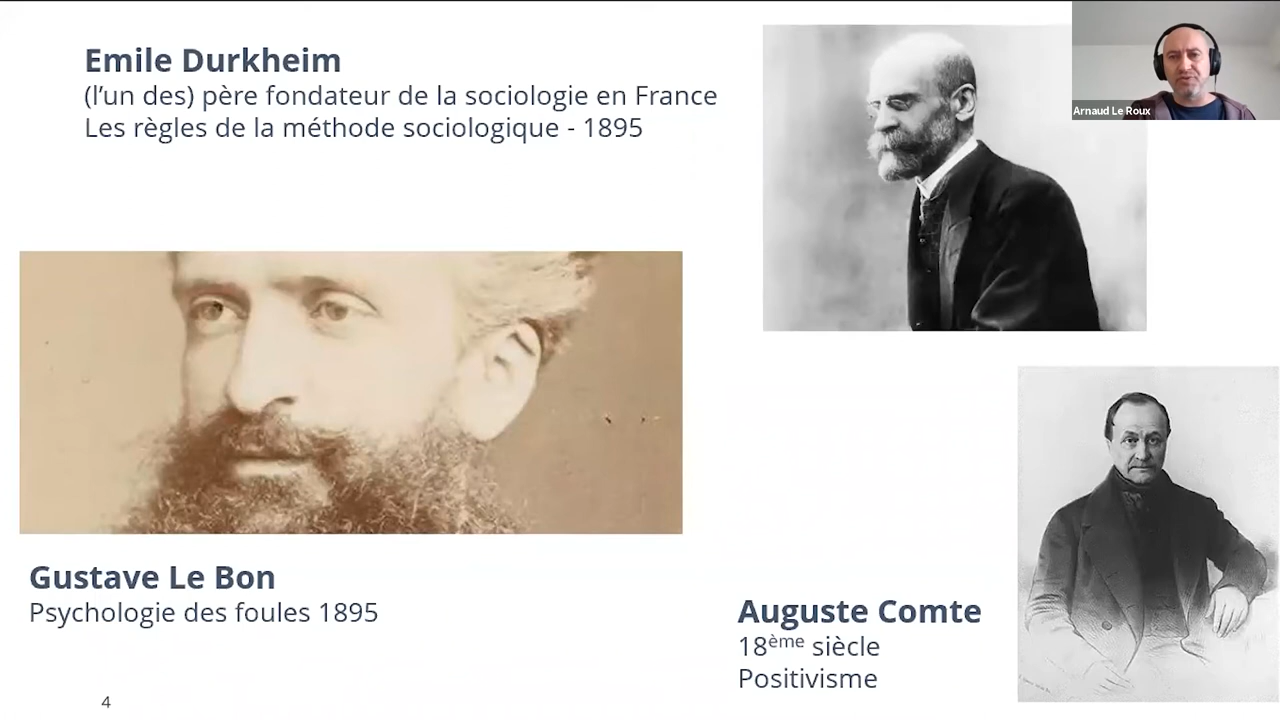 Emile Durkheim
(l’un des) père fondateur de la sociologie en France
Les règles de la méthode sociologique - 1895
Arnaud Le Roux
Gustave Le Bon
Psychologie des foules 1895
Auguste Comte
18ème siècle
Positivisme
4